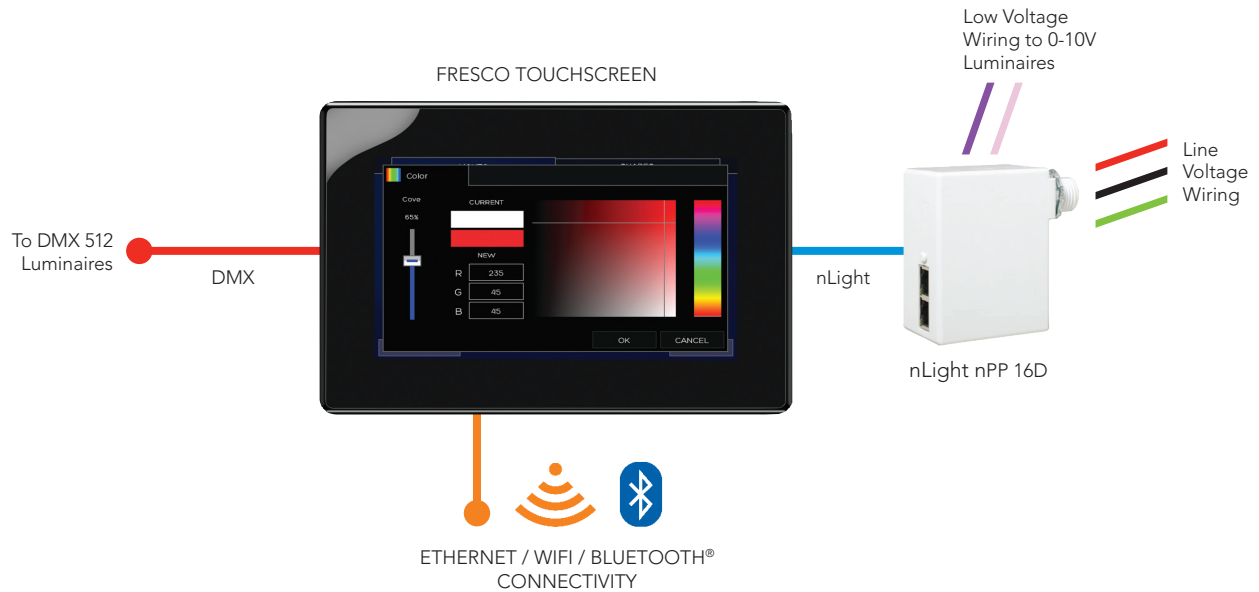 Low Voltage
Wiring to 0-10V
Luminaires
FRESCO TOUCHSCREEN
Line
Voltage
Wiring
Color
Cove
65%
CURRENT
NEW
R 235
G 45
B 45
OK CANCEL
To DMX 512
Luminaires
DMX
nLight
nLight nPP 16D
ETHERNET / WIFI / BLUETOOTH®
CONNECTIVITY